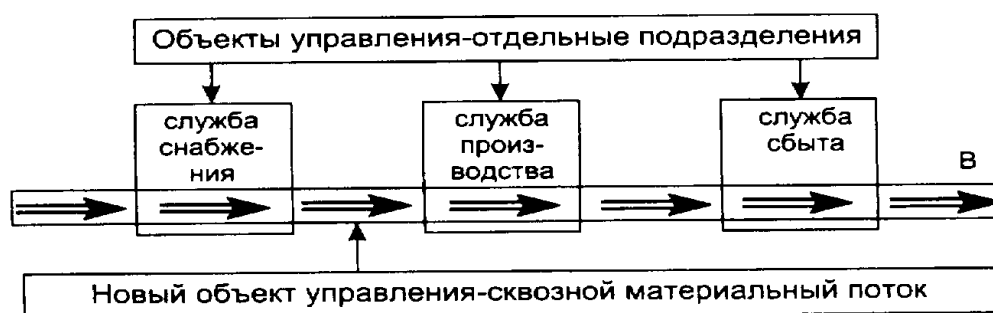 Объекты управления-отдельные подразделения
служба
снабже-
ния
служба
произ-
водства
служба
сбыта
В
Новый объект управления-сквозной материальный поток